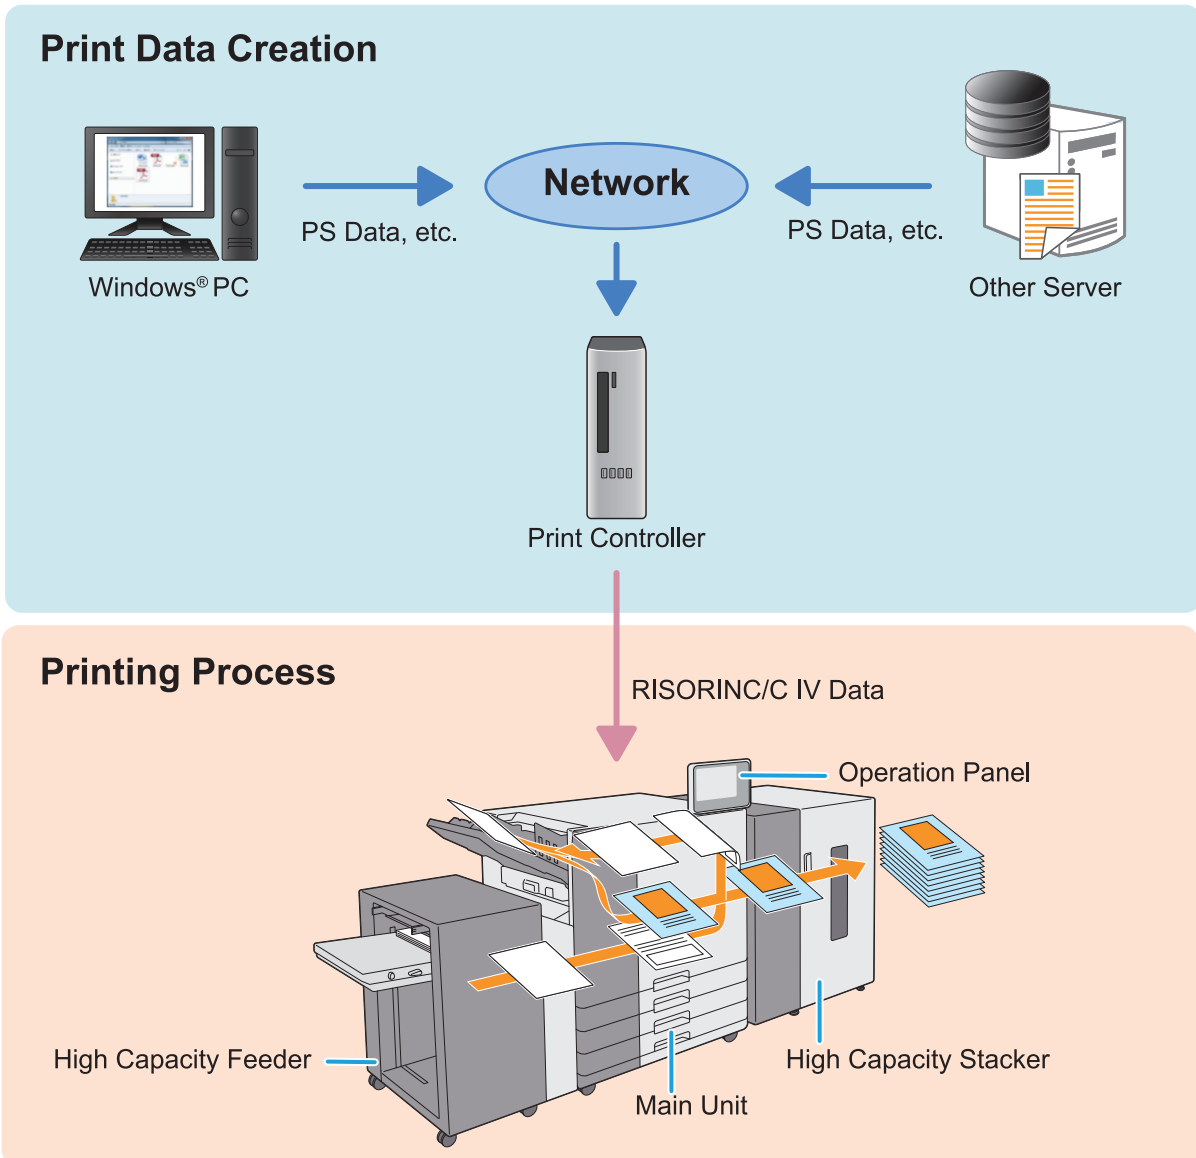 Print Data Creation
Network
PS Data, etc.
PS Data, etc.
Windows® PC
Other Server
Print Controller
Printing Process
RISORINC/C IV Data
Operation Panel
High Capacity Feeder
High Capacity Stacker
Main Unit